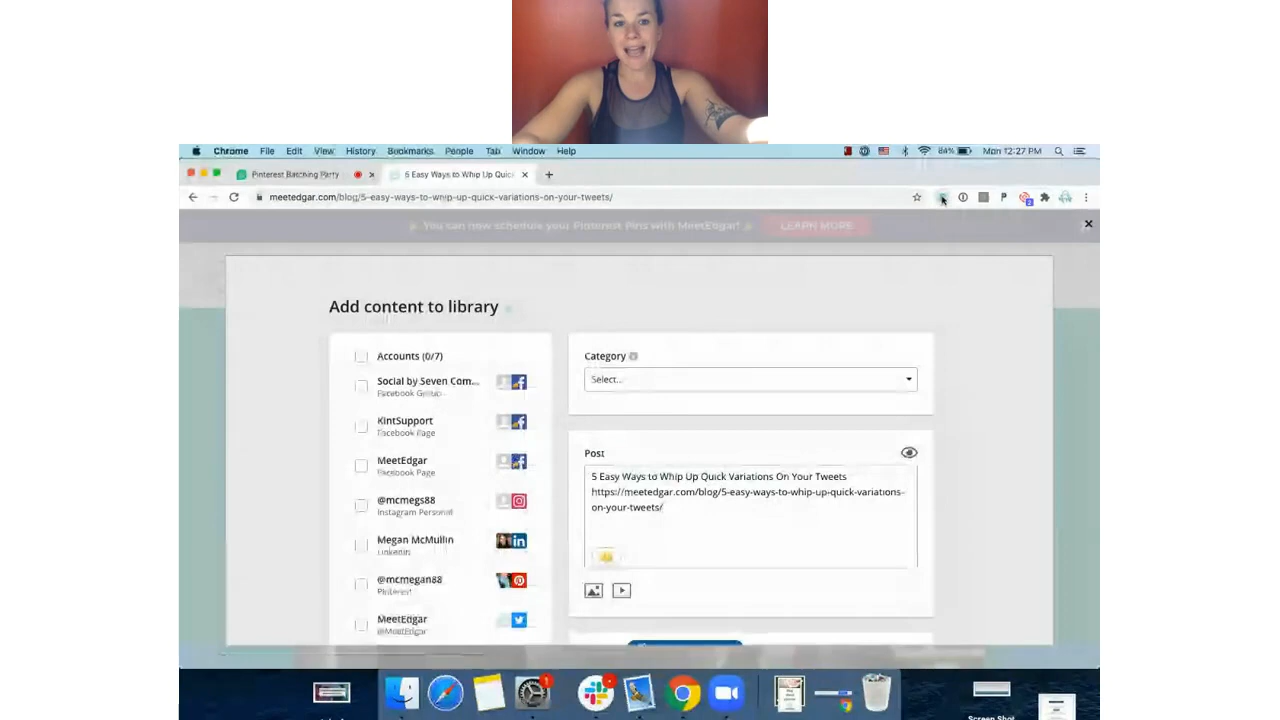 Chrome File Edit View History Bookmarks People Tab Window Help 84% Mon 12:27 PM
Pinterest Batching Party 5 Easy Ways to Whip Up Quick
meetedgar.com/blog/5-easy-ways-to-whip-up-quick-variations-on-your-tweets/
You can now schedule your Pinterest Pins with MeetEdgar! LEARN MORE
Add content to library
Accounts (0/7)
Social by Seven Com...
Facebook Group
KintSupport
Facebook Page
MeetEdgar
Facebook Page
@mcmegs88
Instagram Personal
Megan McMullin
LinkedIn
@mcmegan88
Pinterest
MeetEdgar
@MeetEdgar
Category
Select...
Post
5 Easy Ways to Whip Up Quick Variations On Your Tweets
https://meetedgar.com/blog/5-easy-ways-to-whip-up-quick-variations-
on-your-tweets/
Screen Shot